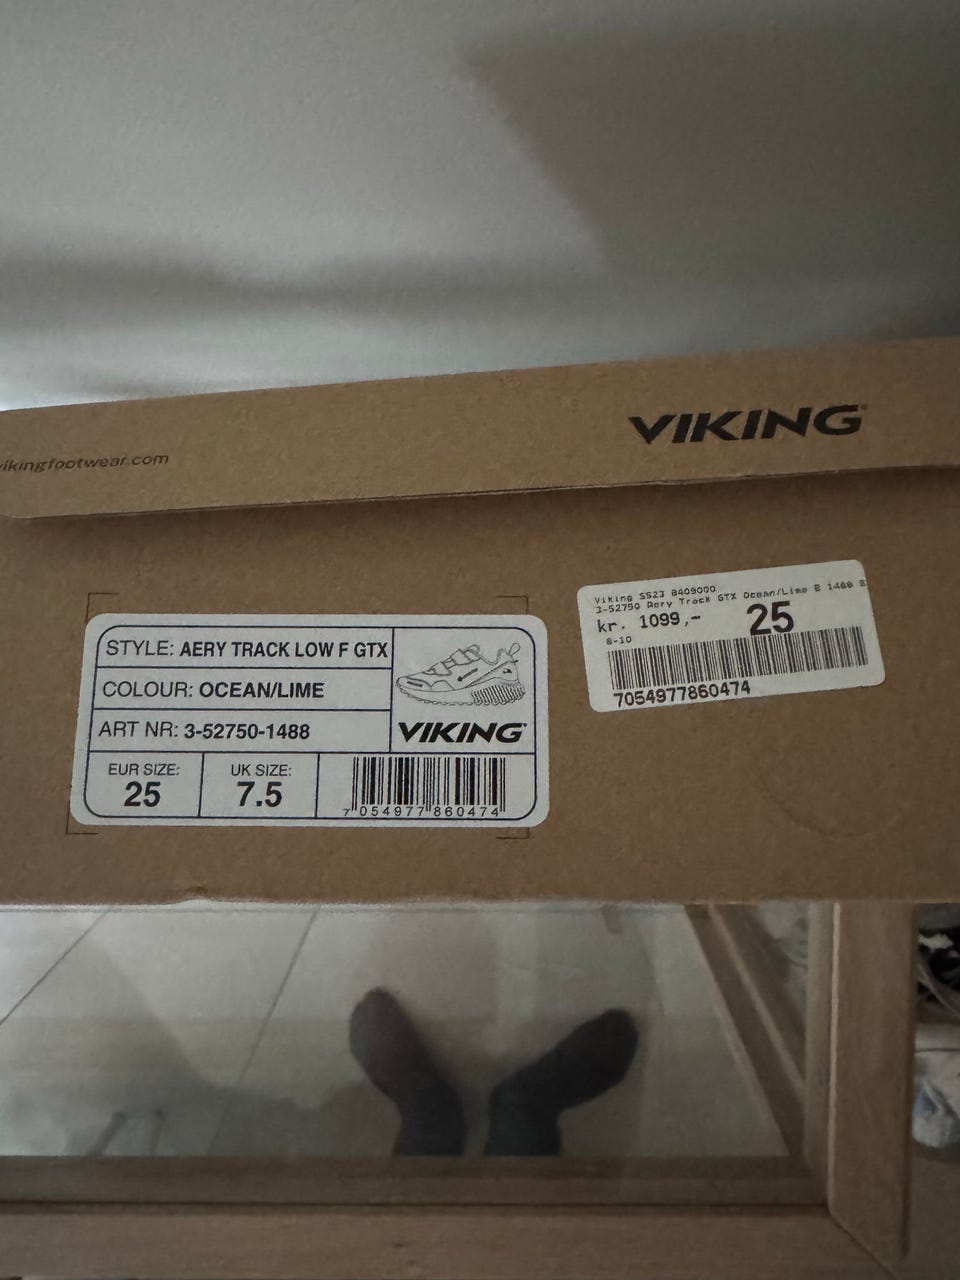 VIKING
vikingfootwear.com
STYLE: AERY TRACK LOW F GTX
COLOUR: OCEAN/LIME
ART NR: 3-52750-1488
VIKING
EUR SIZE:
25
UK SIZE:
7.5
7 054977 860474
Viking SS23 8409000
3-52750 Aery Track GTX Ocean/Lime B 1488
kr. 1099,-
25
8-10
7054977860474